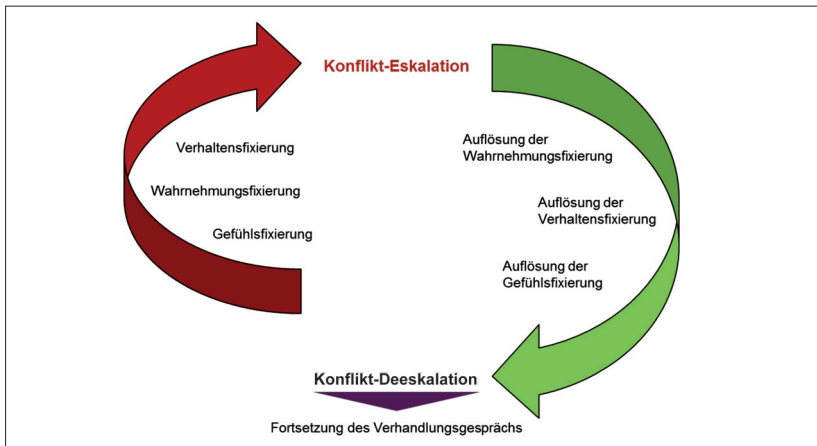 Konflikt-Eskalation
Verhaltensfixierung
Wahrnehmungsfixierung
Gefühlsfixierung
Auflösung der
Wahrnehmungsfixierung
Auflösung der
Verhaltensfixierung
Auflösung der
Gefühlsfixierung
Konflikt-Deeskalation
Fortsetzung des Verhandlungsgesprächs